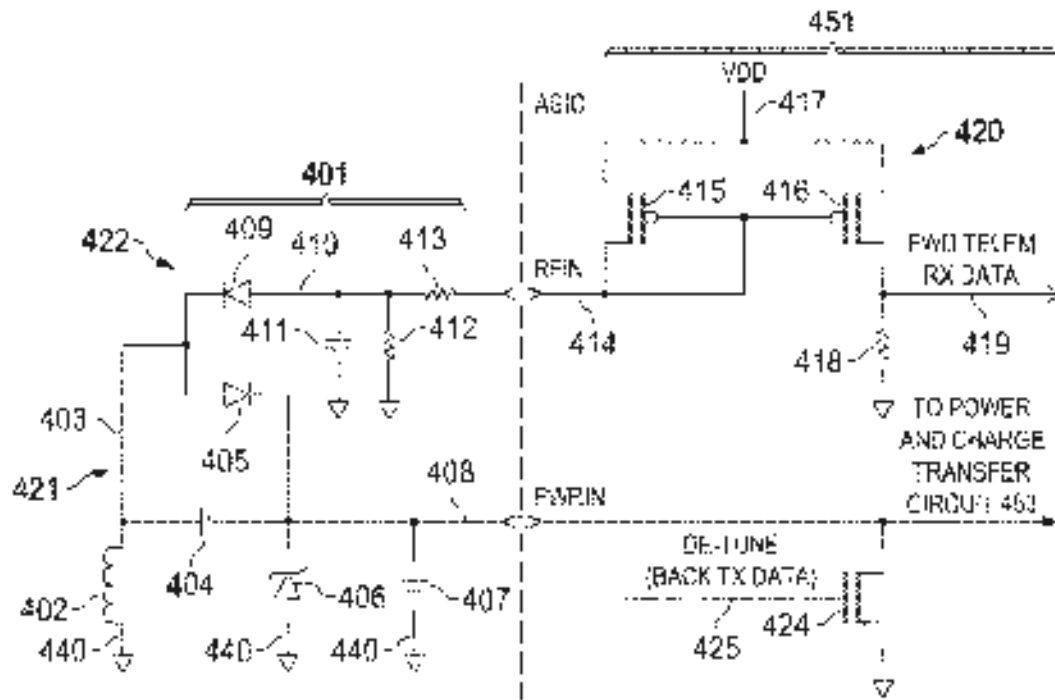 451
VDD
ASIC
417
420
401
415
416
409
410
413
422
RFIN
FWD TELEM
RX DATA
411
412
414
418
419
403
405
TO POWER
AND CHARGE
TRANSFER
CIRCUIT 453
408
421
PWRIN
DE-TUNE
(BACK TX DATA)
404
402
406
407
425
424
440
440
440